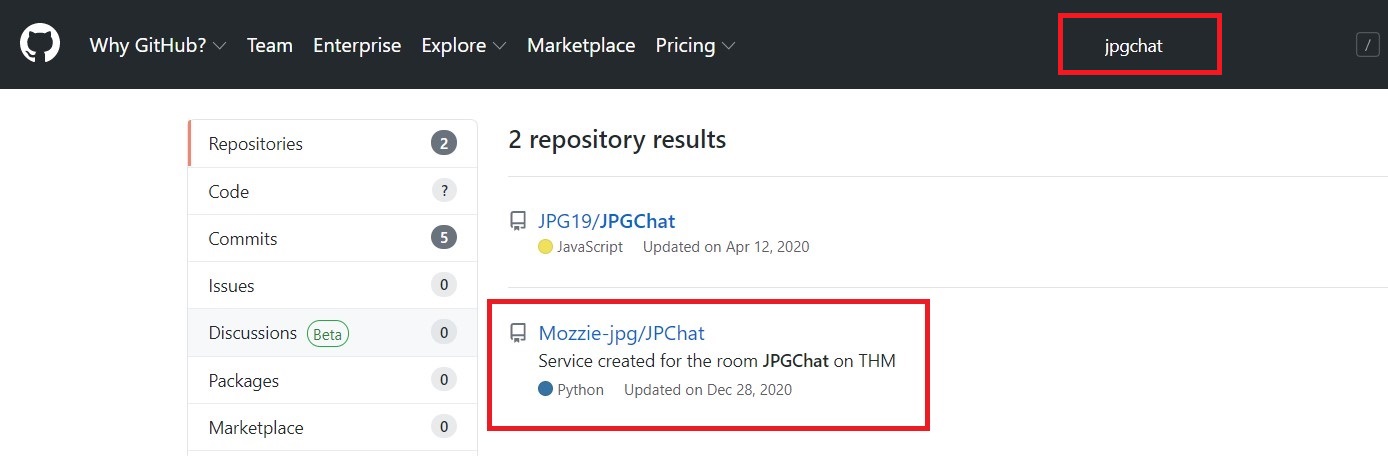 Why GitHub? Team Enterprise Explore Marketplace Pricing jpgchat /
Repositories 2
Code ?
Commits 5
Issues 0
Discussions Beta 0
Packages 0
Marketplace 0
2 repository results
JPG19/JPGChat
JavaScript Updated on Apr 12, 2020
Mozzie-jpg/JPChat
Service created for the room JPGChat on THM
Python Updated on Dec 28, 2020